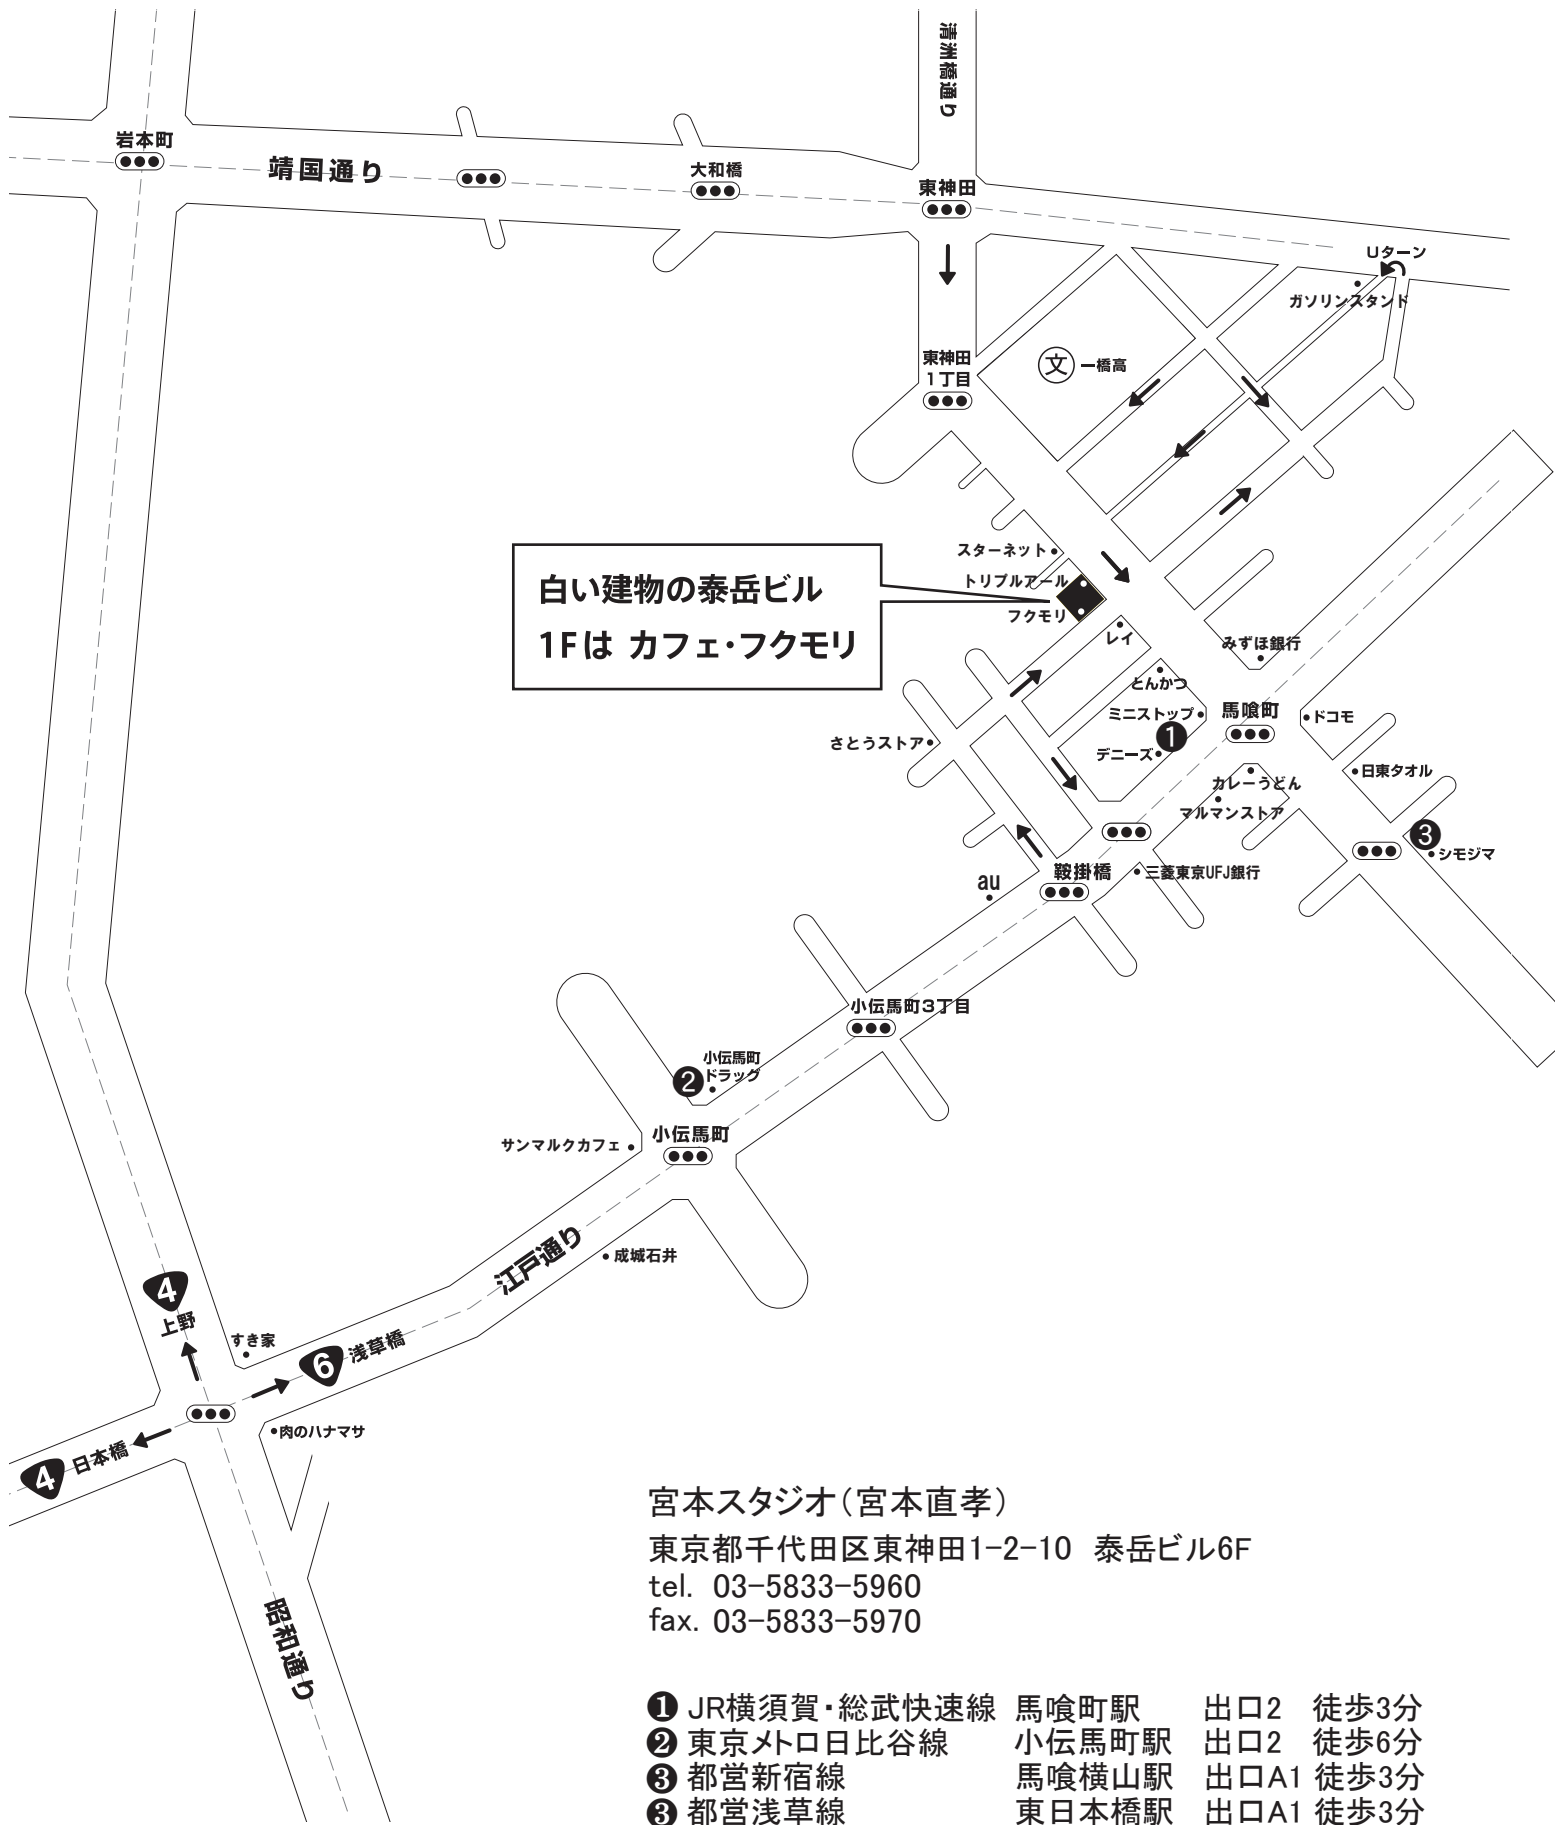 清洲橋通り
岩本町
靖国通り
大和橋
東神田
Uターン
ガソリンスタンド
東神田
1丁目
文 一橋高
スターネット
トリプルアール
フクモリ
白い建物の泰岳ビル
1Fは カフェ・フクモリ
レイ
みずほ銀行
とんかつ
ミニストップ
馬喰町
ドコモ
さとうストア
❶
デニーズ
日東タオル
カレーうどん
マルマンストア
❸
シモジマ
鞍掛橋
三菱東京UFJ銀行
au
小伝馬町3丁目
小伝馬町
ドラッグ
❷
小伝馬町
サンマルクカフェ
江戸通り
成城石井
4
上野
すき家
6 浅草橋
肉のハナマサ
4 日本橋
昭和通り
宮本スタジオ(宮本直孝)
東京都千代田区東神田1-2-10 泰岳ビル6F
tel. 03-5833-5960
fax. 03-5833-5970
❶ JR横須賀・総武快速線 馬喰町駅 出口2 徒歩3分
❷ 東京メトロ日比谷線 小伝馬町駅 出口2 徒歩6分
❸ 都営新宿線 馬喰横山駅 出口A1 徒歩3分
❸ 都営浅草線 東日本橋駅 出口A1 徒歩3分